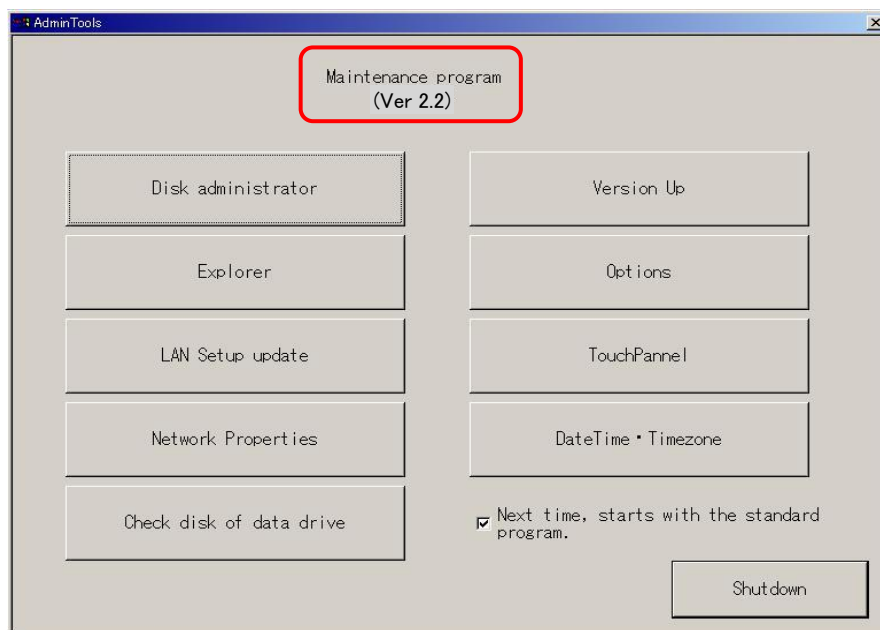 AdminTools
Maintenance program
(Ver 2.2)
Disk administrator
Version Up
Explorer
Options
LAN Setup update
TouchPannel
Network Properties
DateTime・Timezone
Check disk of data drive
Next time, starts with the standard
program.
Shutdown